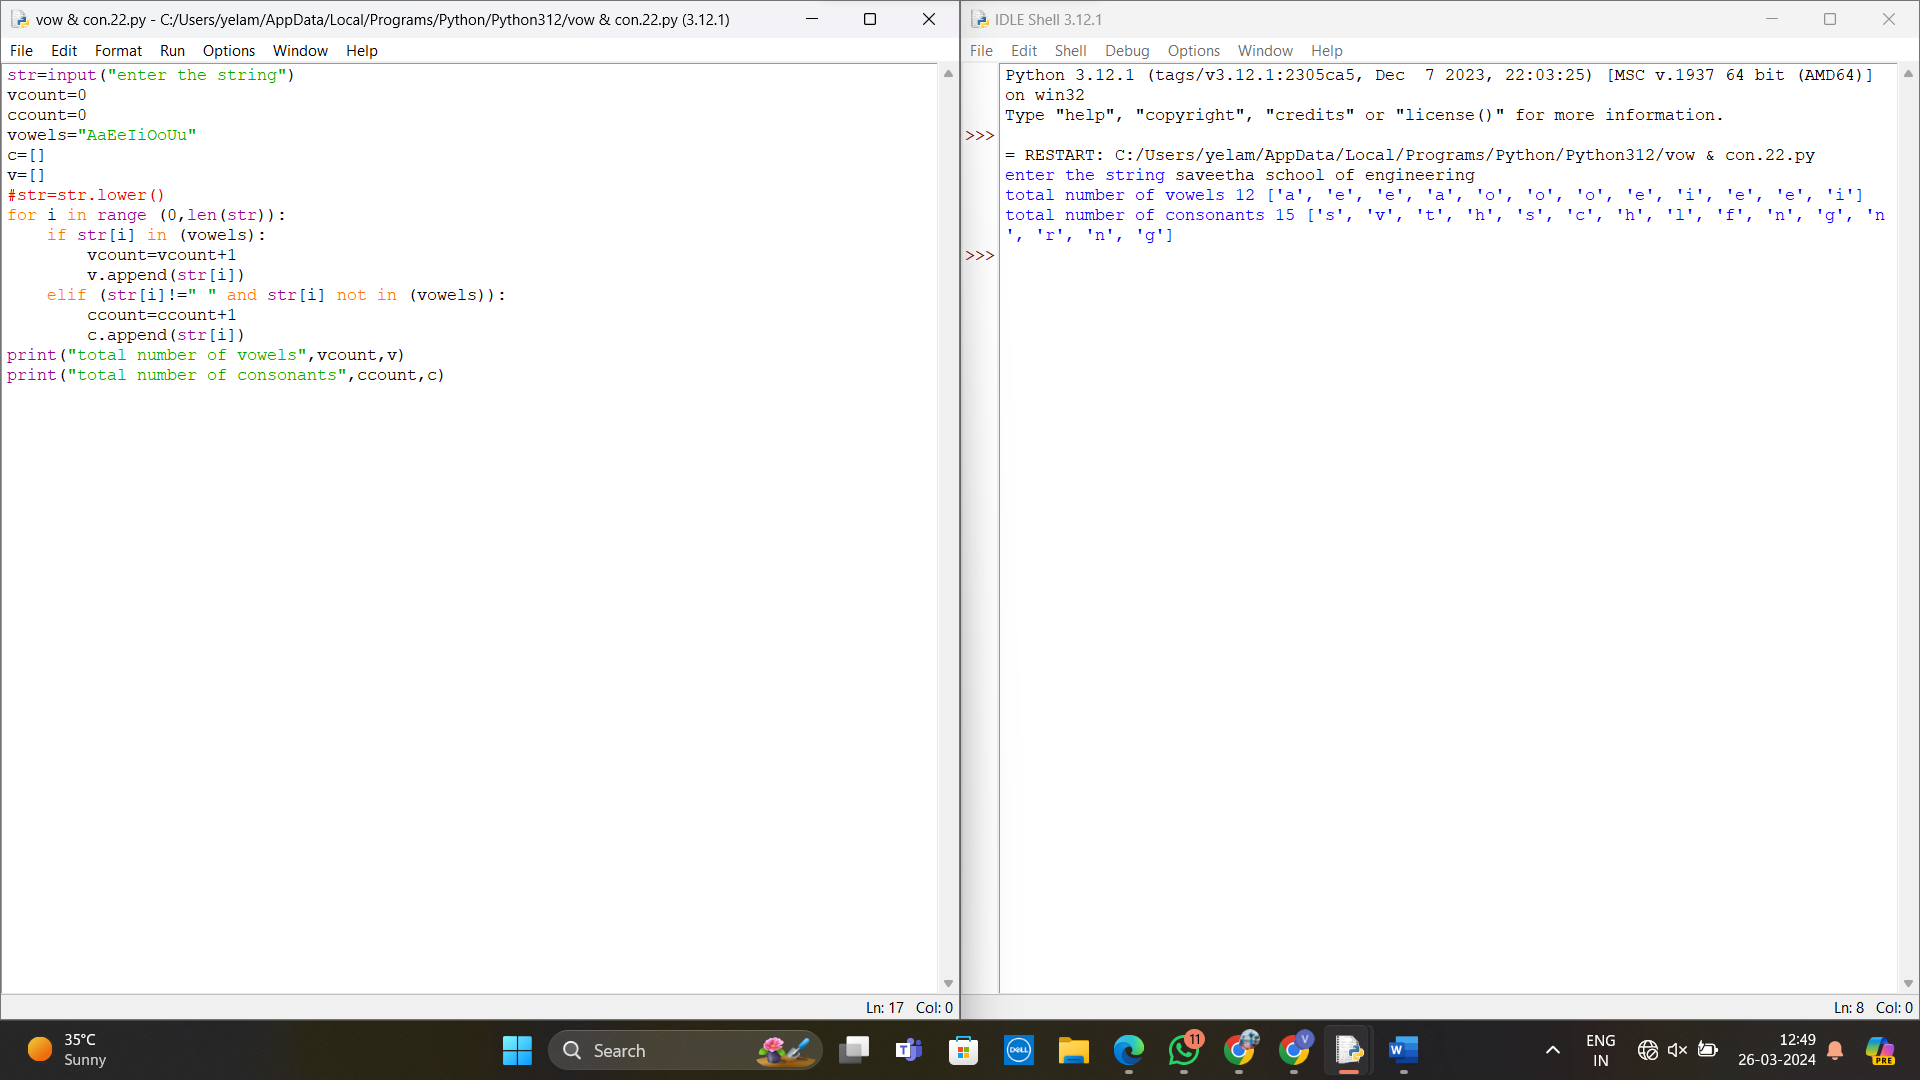 vow & con.22.py - C:/Users/yelam/AppData/Local/Programs/Python/Python312/vow & con.22.py (3.12.1)
File Edit Format Run Options Window Help
str=input("enter the string")
vcount=0
ccount=0
vowels="AaEeIiOoUu"
c=[]
v=[]
#str=str.lower()
for i in range (0,len(str)):
    if str[i] in (vowels):
        vcount=vcount+1
        v.append(str[i])
    elif (str[i]!=" " and str[i] not in (vowels)):
        ccount=ccount+1
        c.append(str[i])
print("total number of vowels",vcount,v)
print("total number of consonants",ccount,c)
Ln: 17 Col: 0
IDLE Shell 3.12.1
File Edit Shell Debug Options Window Help
Python 3.12.1 (tags/v3.12.1:2305ca5, Dec  7 2023, 22:03:25) [MSC v.1937 64 bit (AMD64)]
on win32
Type "help", "copyright", "credits" or "license()" for more information.
>>>
= RESTART: C:/Users/yelam/AppData/Local/Programs/Python/Python312/vow & con.22.py
enter the string saveetha school of engineering
total number of vowels 12 ['a', 'e', 'e', 'a', 'o', 'o', 'o', 'e', 'i', 'e', 'e', 'i']
total number of consonants 15 ['s', 'v', 't', 'h', 's', 'c', 'h', 'l', 'f', 'n', 'g', 'n
', 'r', 'n', 'g']
>>>
Ln: 8 Col: 0
35°C
Sunny
Search
DELL
11
V
W
PRE
ENG
IN
12:49
26-03-2024